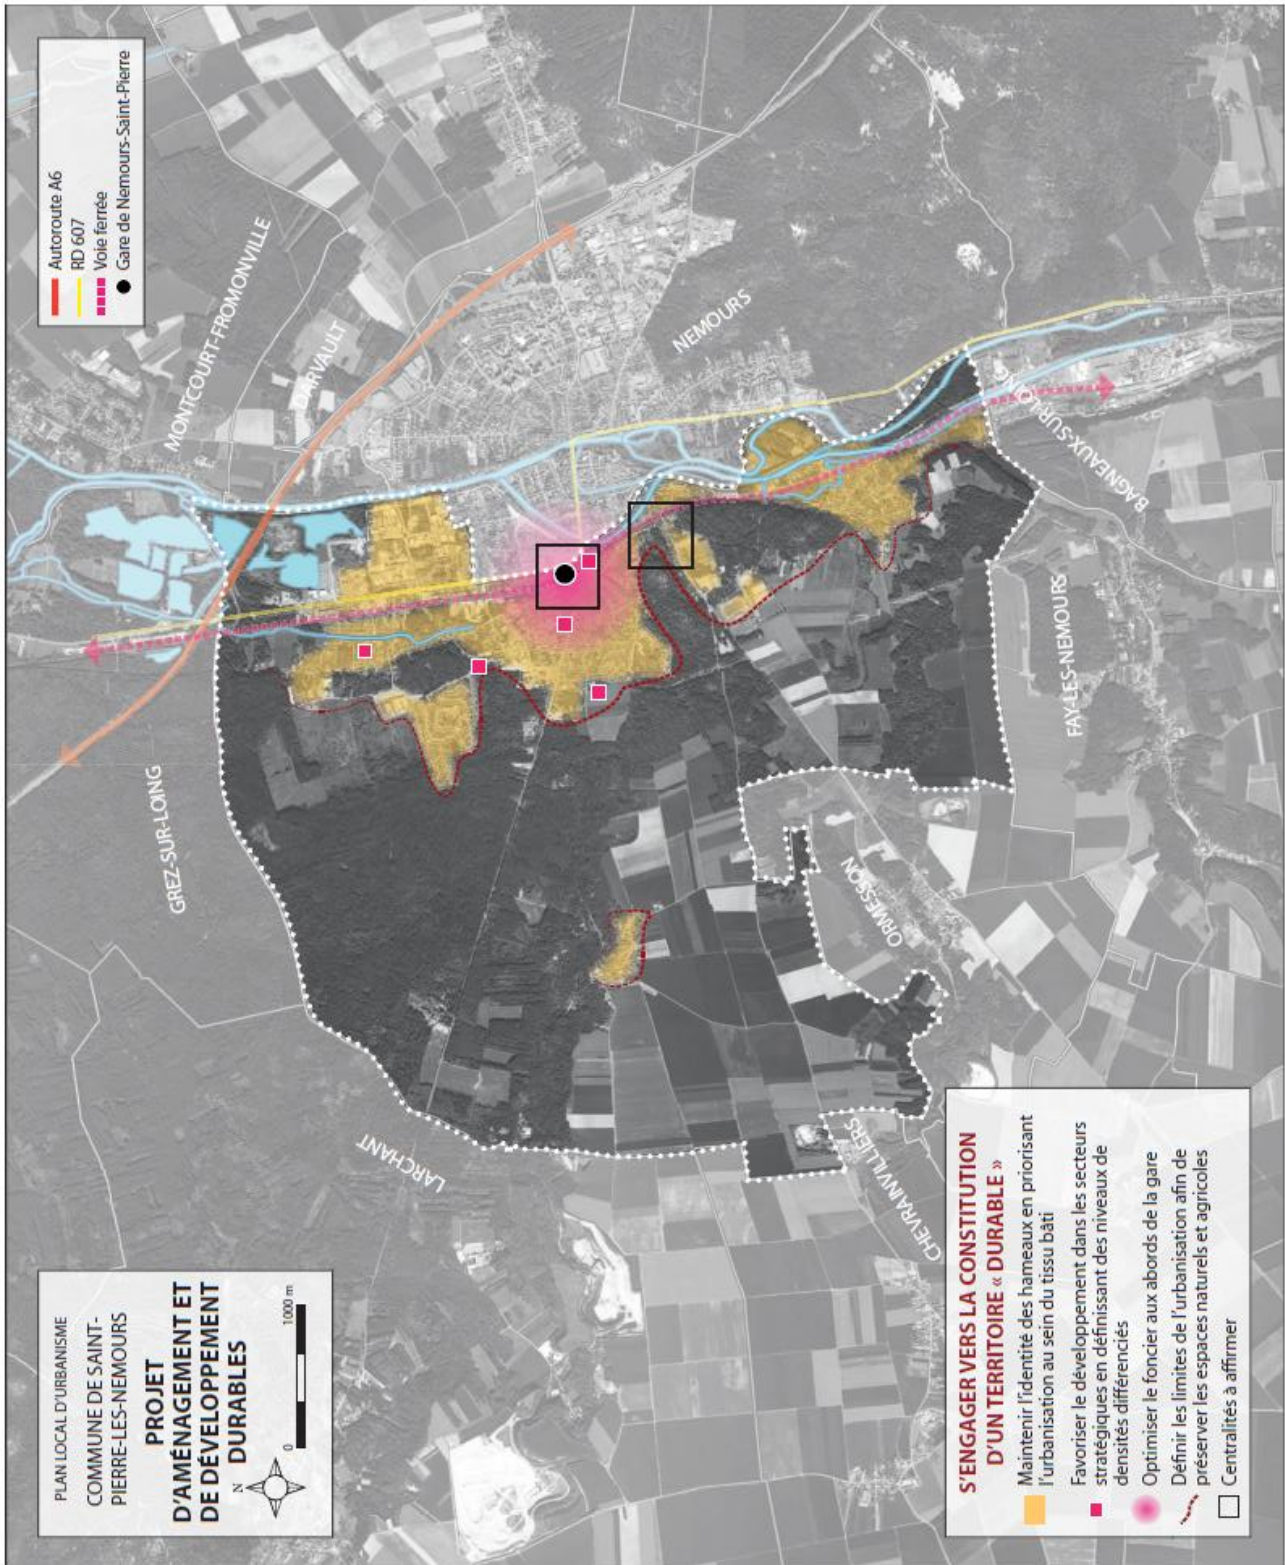 PLAN LOCAL D'URBANISME
COMMUNE DE SAINT-
PIERRE-LES-NEMOURS
PROJET
D'AMÉNAGEMENT ET
DE DÉVELOPPEMENT
DURABLES
N
0
1000 m
Autoroute A6
RD 607
Voie ferrée
Gare de Nemours-Saint-Pierre
GREZ-SUR-LOING
MONTCOURT-FROMONVILLE
DARVAULT
NEMOURS
LARCHANT
ORMESSON
CHEVRAINVILLIERS
FAY-LES-NEMOURS
BAGNEAUX-SUR-LOING
S'ENGAGER VERS LA CONSTITUTION
D'UN TERRITOIRE « DURABLE »
Maintenir l'identité des hameaux en priorisant
l'urbanisation au sein du tissu bâti
Favoriser le développement dans les secteurs
stratégiques en définissant des niveaux de
densités différenciés
Optimiser le foncier aux abords de la gare
Définir les limites de l'urbanisation afin de
préserver les espaces naturels et agricoles
Centralités à affirmer